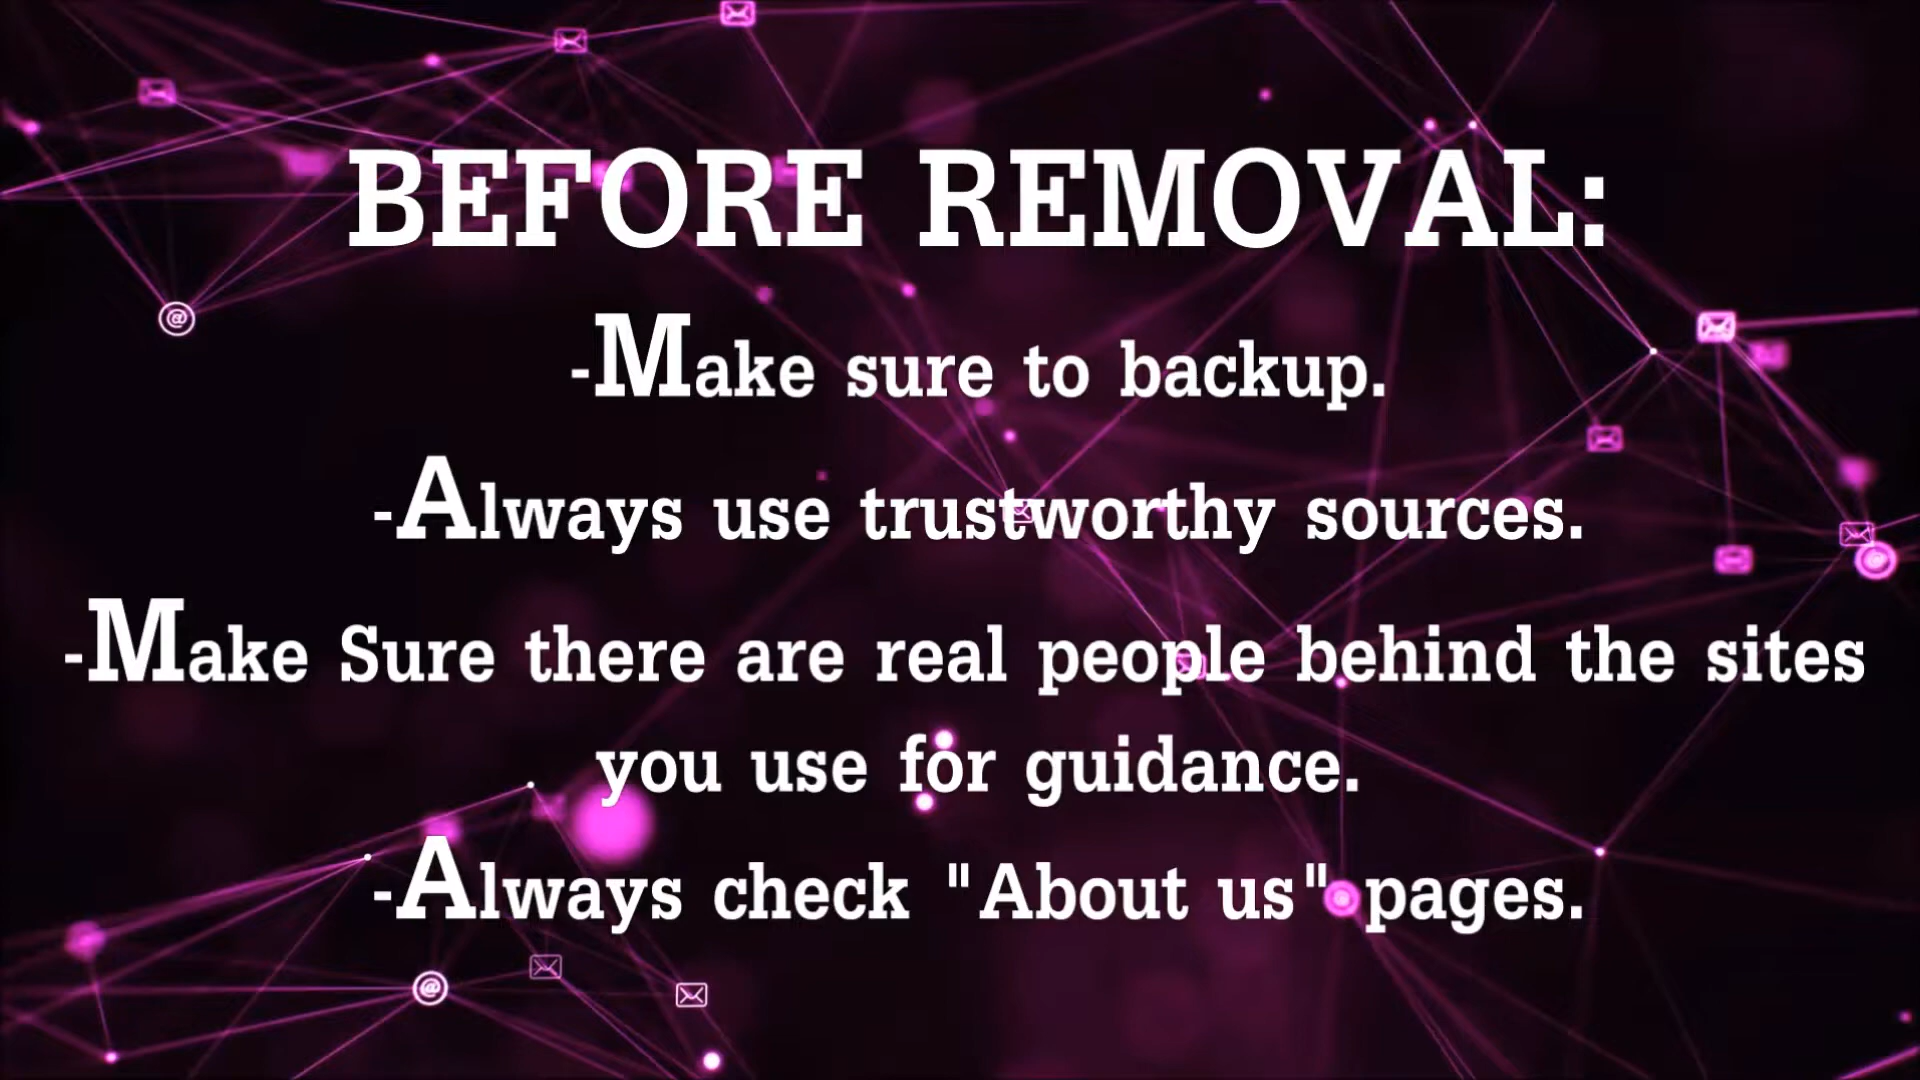 BEFORE REMOVAL:
-Make sure to backup.
-Always use trustworthy sources.
-Make Sure there are real people behind the sites
you use for guidance.
-Always check "About us" pages.